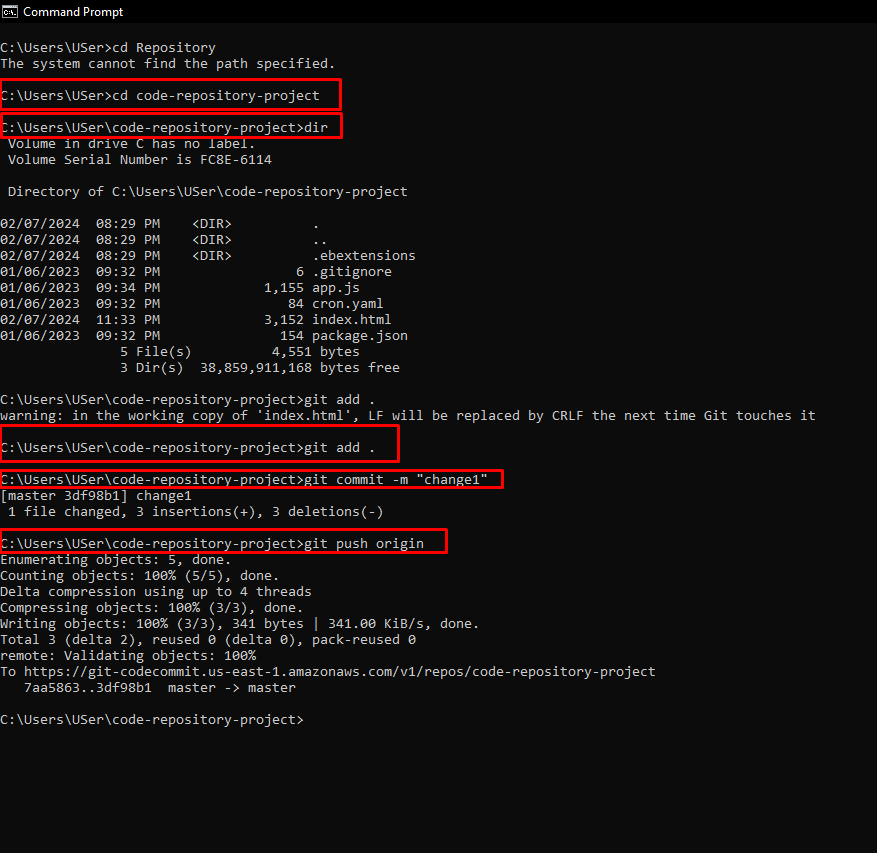 Command Prompt
C:\Users\USer>cd Repository
The system cannot find the path specified.
C:\Users\USer>cd code-repository-project
C:\Users\USer\code-repository-project>dir
 Volume in drive C has no label.
 Volume Serial Number is FC8E-6114
 Directory of C:\Users\USer\code-repository-project
02/07/2024  08:29 PM    <DIR>          .
02/07/2024  08:29 PM    <DIR>          ..
02/07/2024  08:29 PM    <DIR>          .ebextensions
01/06/2023  09:32 PM                 6 .gitignore
01/06/2023  09:34 PM             1,155 app.js
01/06/2023  09:32 PM                84 cron.yaml
02/07/2024  11:33 PM             3,152 index.html
01/06/2023  09:32 PM               154 package.json
               5 File(s)          4,551 bytes
               3 Dir(s)  38,859,911,168 bytes free
C:\Users\USer\code-repository-project>git add .
warning: in the working copy of 'index.html', LF will be replaced by CRLF the next time Git touches it
C:\Users\USer\code-repository-project>git add .
C:\Users\USer\code-repository-project>git commit -m "change1"
[master 3df98b1] change1
 1 file changed, 3 insertions(+), 3 deletions(-)
C:\Users\USer\code-repository-project>git push origin
Enumerating objects: 5, done.
Counting objects: 100% (5/5), done.
Delta compression using up to 4 threads
Compressing objects: 100% (3/3), done.
Writing objects: 100% (3/3), 341 bytes | 341.00 KiB/s, done.
Total 3 (delta 2), reused 0 (delta 0), pack-reused 0
remote: Validating objects: 100%
To https://git-codecommit.us-east-1.amazonaws.com/v1/repos/code-repository-project
   7aa5863..3df98b1  master -> master
C:\Users\USer\code-repository-project>